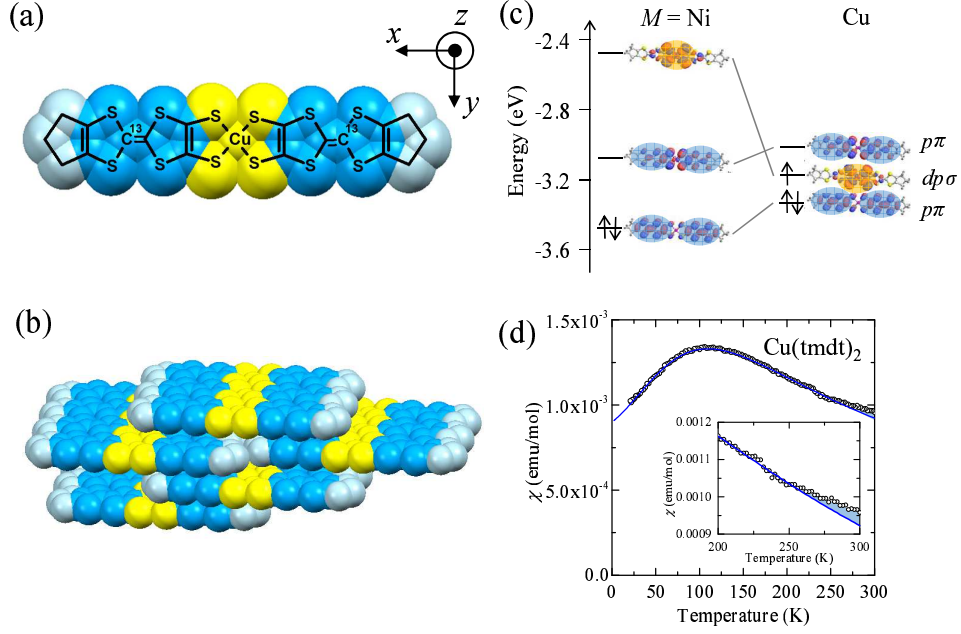 (a)
z
x
y
S S S S
13 C Cu C 13
S S S S
(b)
(c)
M = Ni Cu
Energy (eV)
-2.4
-2.8
-3.2
-3.6
pπ
dpσ
pπ
(d)
Cu(tmdt)2
χ (emu/mol)
1.5x10-3
1.0x10-3
5.0x10-4
0.0
0 50 100 150 200 250 300
Temperature (K)
χ (emu/mol)
0.0012
0.0011
0.0010
0.0009
200 250 300
Temperature (K)